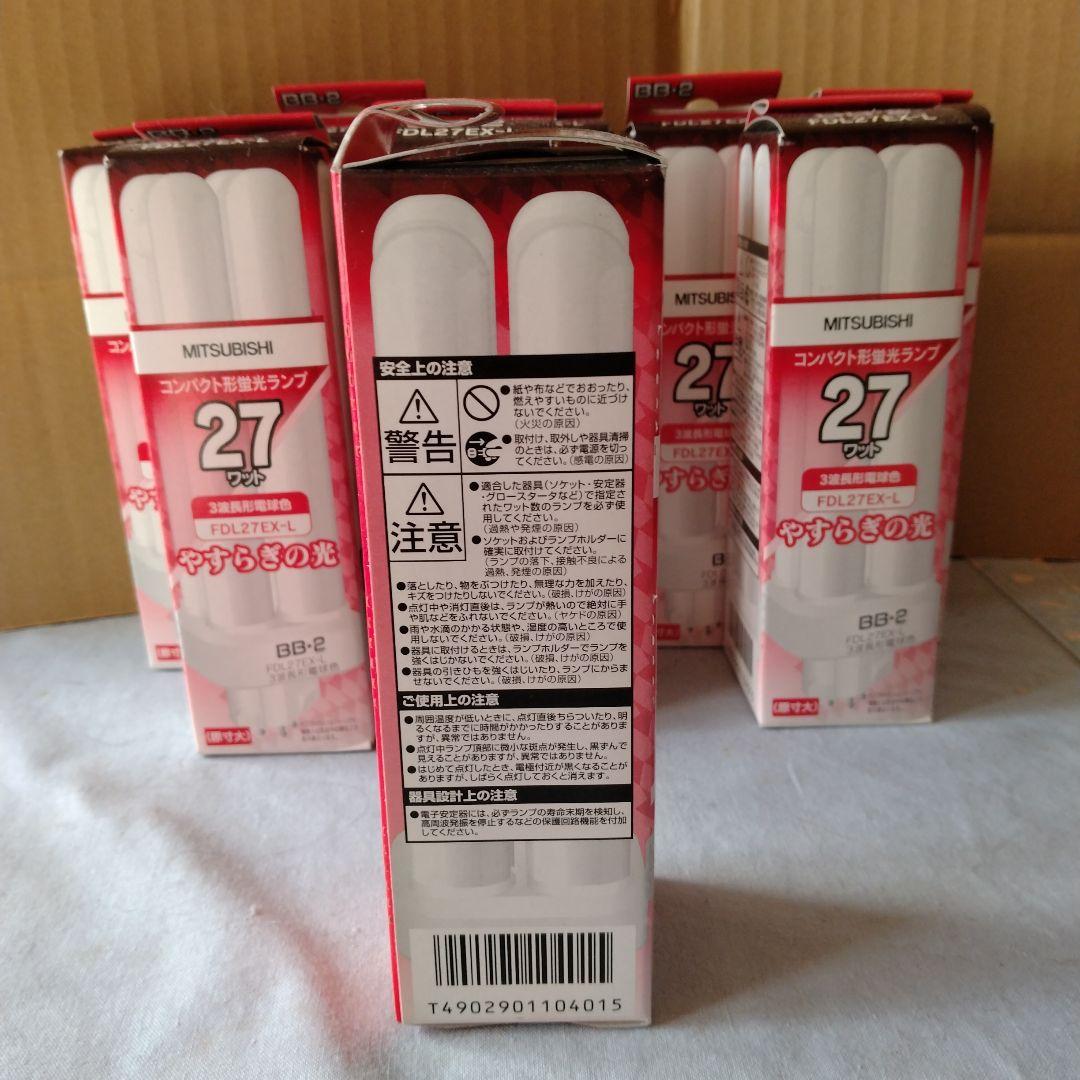 BB・2
BB・2
FDL27EX-L
FDL27EX-L
FDL27EX-L
FDL27EX-L
安全上の注意
警告
●紙や布などでおおったり、
燃えやすいものに近づけ
ないでください。
(火災の原因)
●取付け、取外しや器具清掃
のときは、必ず電源を切っ
てください。(感電の原因)
注意
●適合した器具(ソケット・安定器
・グロースタータなど)で指定さ
れたワット数のランプを必ず使
用してください。
(過熱や発煙の原因)
●ソケットおよびランプホルダーに
確実に取付けてください。
(ランプの落下、接触不良による
過熱、発煙の原因)
●落としたり、物をぶつけたり、無理な力を加えたり、
キズをつけたりしないでください。(破損、けがの原因)
●点灯中や消灯直後は、ランプが熱いので絶対に手
や肌などをふれないでください。(ヤケドの原因)
●雨や水滴のかかる状態や、湿度の高いところで使
用しないでください。(破損、けがの原因)
●器具に取付けるときは、ランプホルダーでランプを
強くはじかないでください。(破損、けがの原因)
●器具の引きひもを強くはじいたり、ランプにからま
せないでください。(破損、けがの原因)
ご使用上の注意
●周囲温度が低いときに、点灯直後ちらついたり、明
るくなるまでに時間がかかったりすることがありま
すが、異常ではありません。
●点灯中ランプ頂部に微小な斑点が発生し、黒ずんで
見えることがありますが、異常ではありません。
●はじめて点灯したとき、電極付近が黒くなることが
ありますが、しばらく点灯しておくと消えます。
器具設計上の注意
●電子安定器には、必ずランプの寿命末期を検知し、
高周波発振を停止するなどの保護回路機能を付加
してください。
T4902901104015
MITSUBISHI
コンパクト形蛍光ランプ
27
ワット
3波長形電球色
FDL27EX-L
やすらぎの光
BB・2
FDL27EX-L
3波長形電球色
(原寸大)
MITSUBIS
ンパクト形蛍
27
ワット
3波長形電
FDL27E
すらぎ
MITSUBISHI
コンパクト形蛍光ランプ
27
ワット
3波長形電球色
FDL27EX-L
やすらぎの光
BB・2
FDL27EX-L
3波長形電球色
(原寸大)